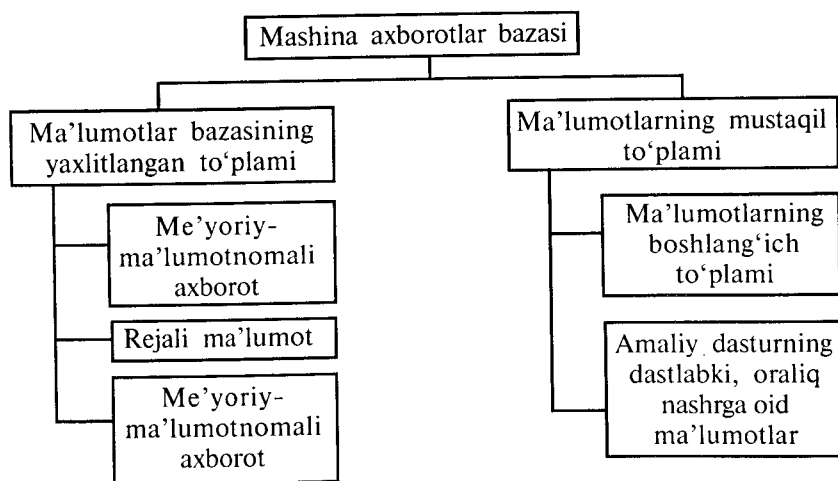 Mashina axborotlar bazasi
Ma’lumotlar bazasining
yaxlitlangan to‘plami
Me’yoriy-
ma’lumotnomali
axborot
Rejali ma’lumot
Me’yoriy-
ma’lumotnomali
axborot
Ma’lumotlarning mustaqil
to‘plami
Ma’lumotlarning
boshlang‘ich
to‘plami
Amaliy dasturning
dastlabki, oraliq
nashrga oid
ma’lumotlar